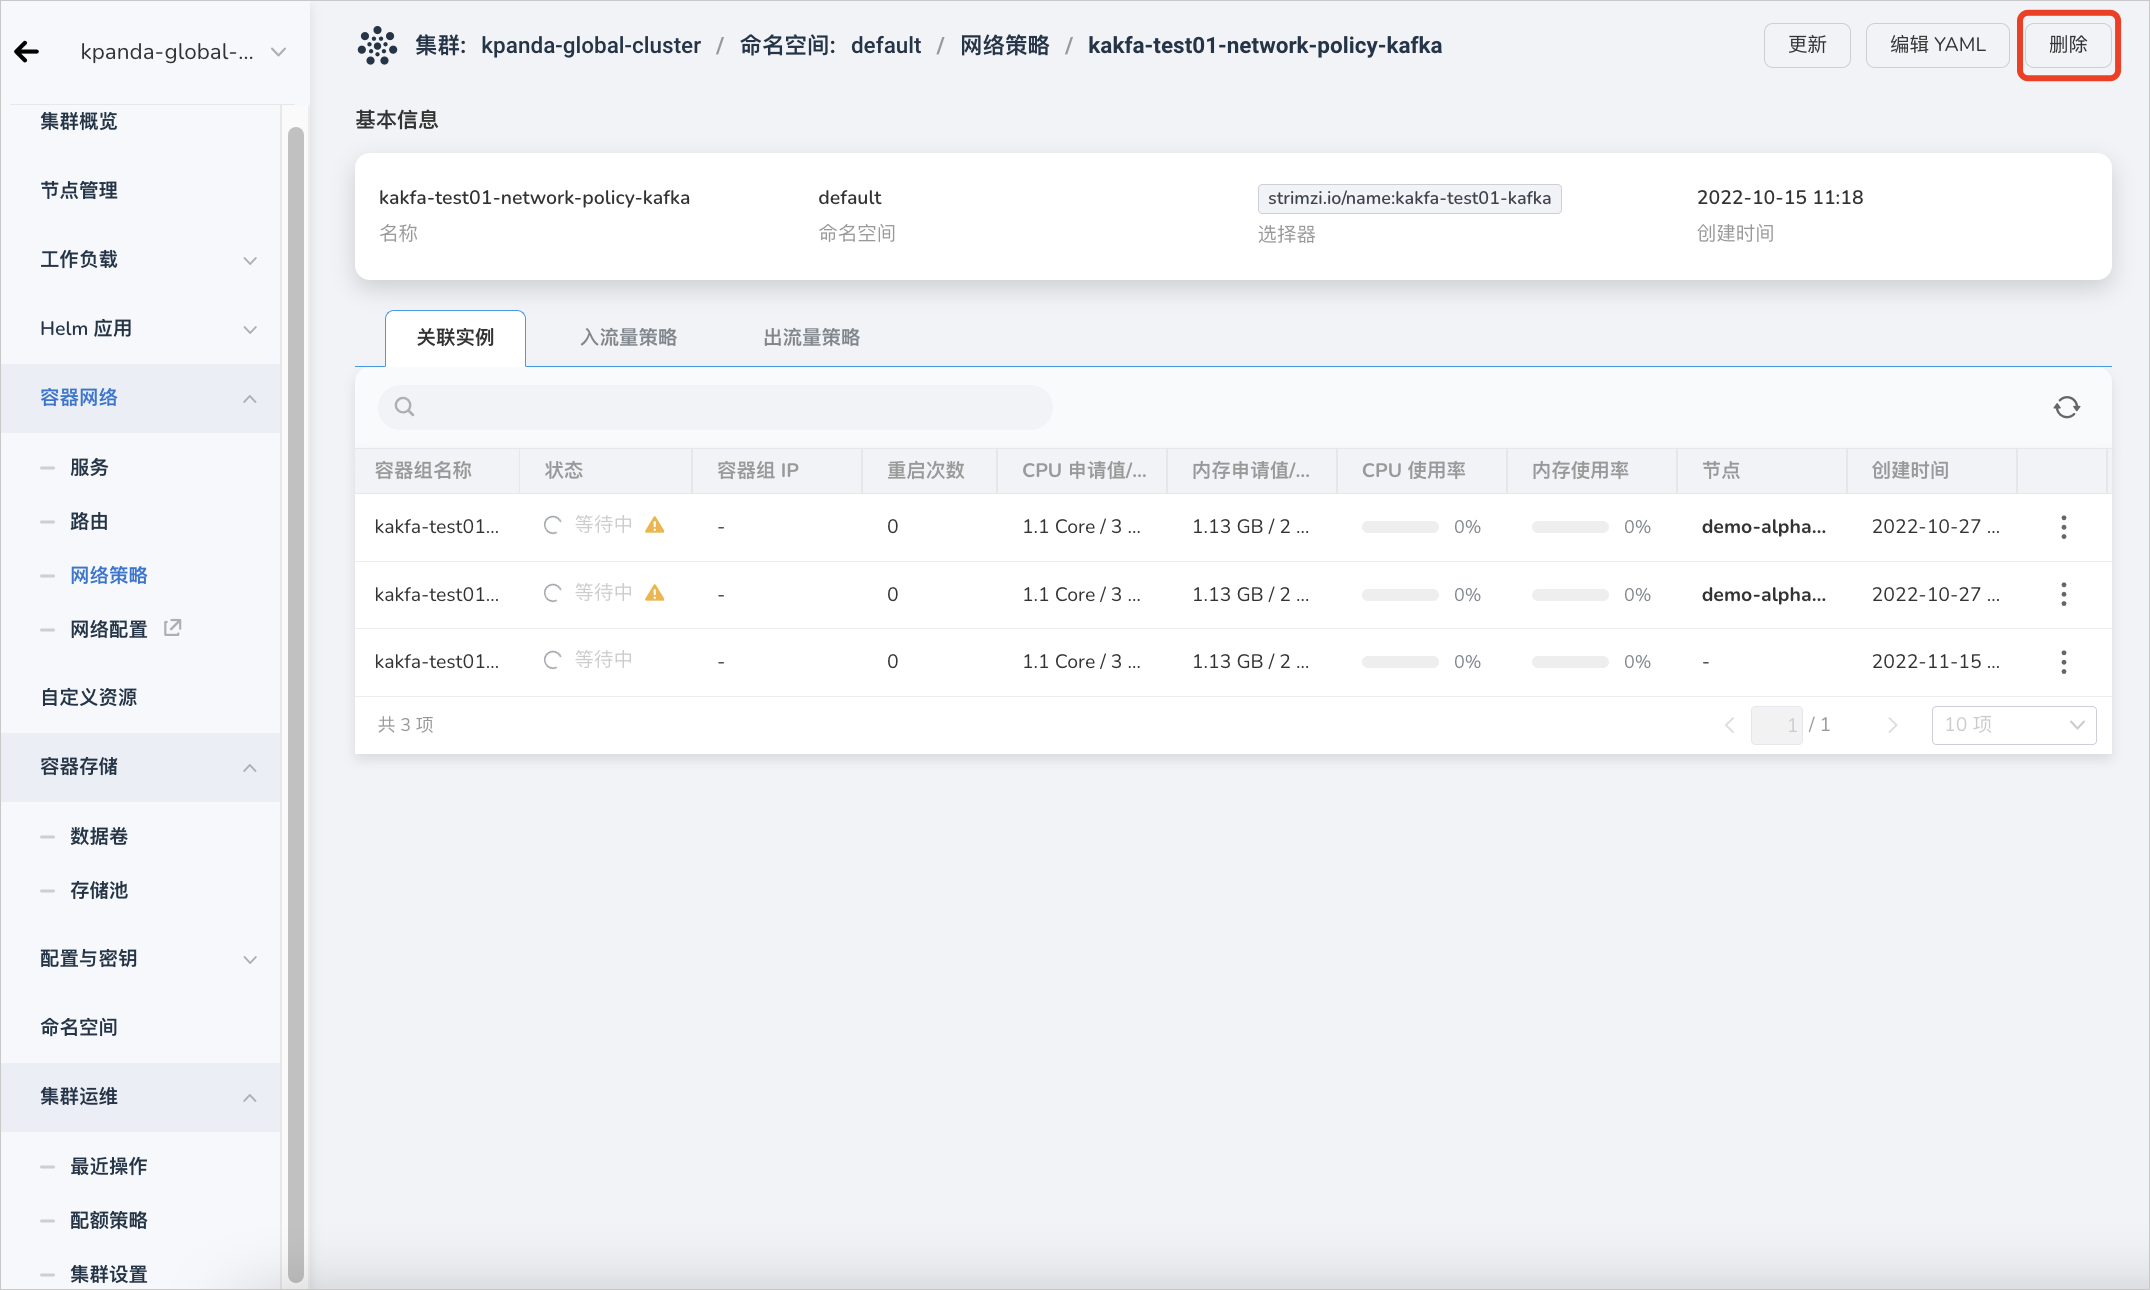 kpanda-global-...
集群: kpanda-global-cluster / 命名空间: default / 网络策略 / kakfa-test01-network-policy-kafka
更新
编辑 YAML
删除
集群概览
节点管理
工作负载
Helm 应用
容器网络
服务
路由
网络策略
网络配置
自定义资源
容器存储
数据卷
存储池
配置与密钥
命名空间
集群运维
最近操作
配额策略
集群设置
基本信息
kakfa-test01-network-policy-kafka
名称
default
命名空间
strimzi.io/name:kakfa-test01-kafka
选择器
2022-10-15 11:18
创建时间
关联实例 入流量策略 出流量策略
容器组名称 状态 容器组 IP 重启次数 CPU 申请值/... 内存申请值/... CPU 使用率 内存使用率 节点 创建时间
kakfa-test01... 等待中 - 0 1.1 Core / 3 ... 1.13 GB / 2 ... 0% 0% demo-alpha... 2022-10-27 ...
kakfa-test01... 等待中 - 0 1.1 Core / 3 ... 1.13 GB / 2 ... 0% 0% demo-alpha... 2022-10-27 ...
kakfa-test01... 等待中 - 0 1.1 Core / 3 ... 1.13 GB / 2 ... 0% 0% - 2022-11-15 ...
共 3 项 1 / 1 10 项